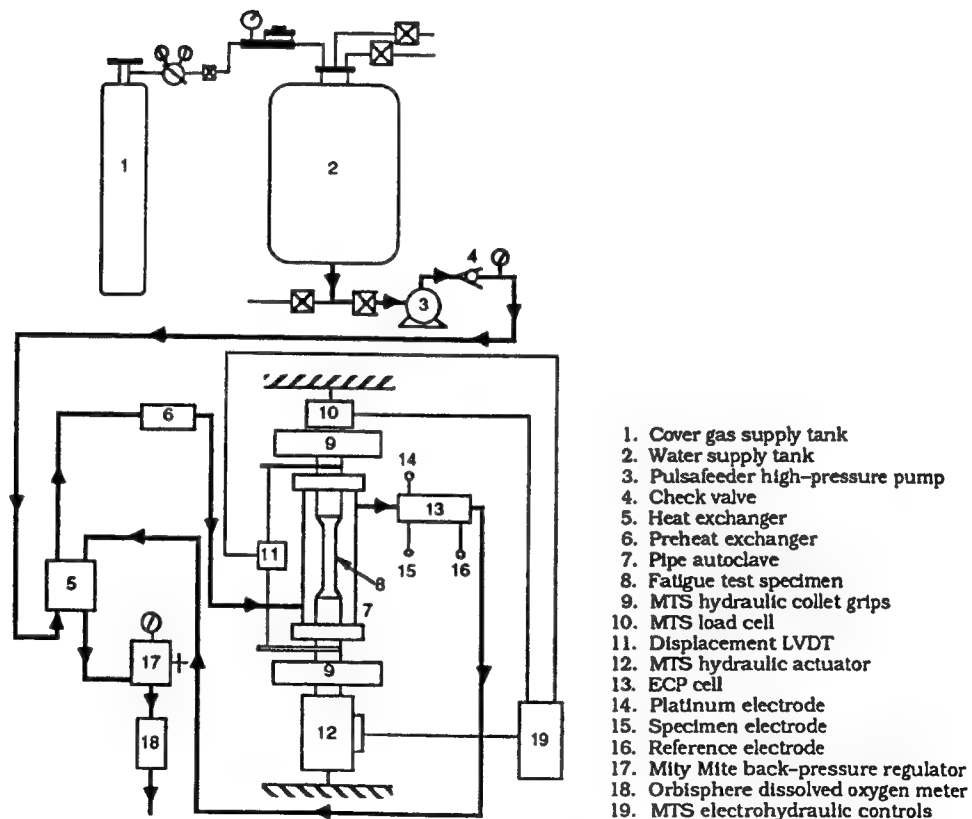 1
2
4
3
6
10
9
14
13
11
15
16
8
5
7
17
9
12
19
18
1. Cover gas supply tank
2. Water supply tank
3. Pulsafeeder high-pressure pump
4. Check valve
5. Heat exchanger
6. Preheat exchanger
7. Pipe autoclave
8. Fatigue test specimen
9. MTS hydraulic collet grips
10. MTS load cell
11. Displacement LVDT
12. MTS hydraulic actuator
13. ECP cell
14. Platinum electrode
15. Specimen electrode
16. Reference electrode
17. Mity Mite back-pressure regulator
18. Orbisphere dissolved oxygen meter
19. MTS electrohydraulic controls